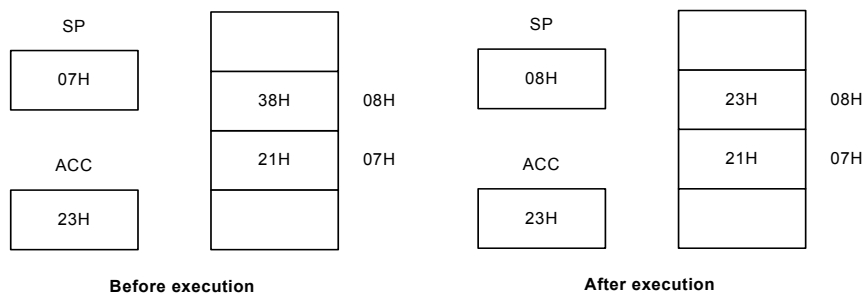 SP
07H
38H 08H
21H 07H
ACC
23H
Before execution
SP
08H
23H 08H
21H 07H
ACC
23H
After execution